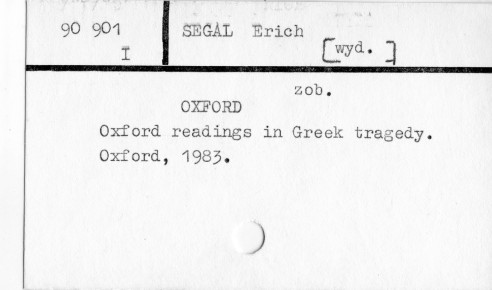 90 901
I
SEGAL Erich
[wyd.]
zob.
OXFORD
Oxford readings in Greek tragedy.
Oxford, 1983.